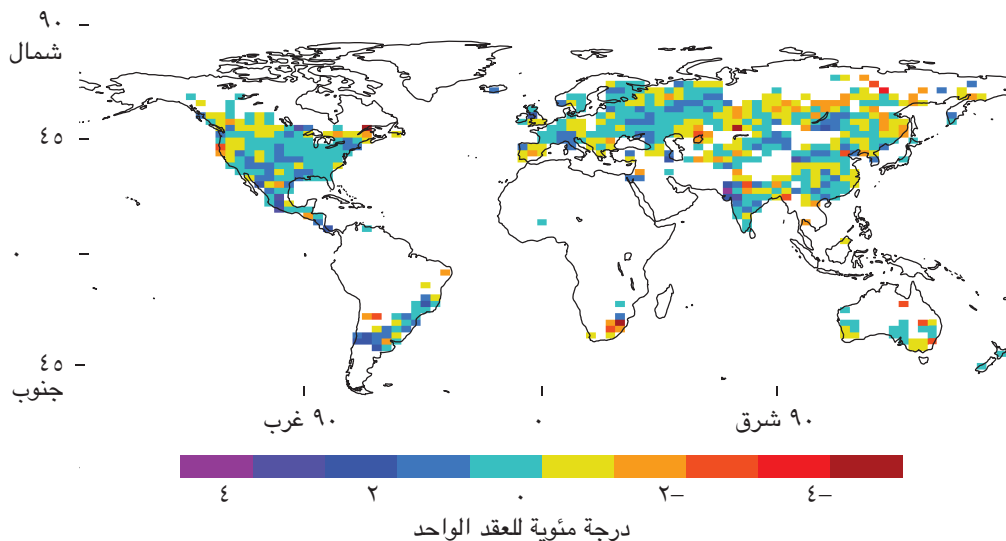 ٩٠
شمال
٤٥
٠
٤٥
جنوب
٩٠ غرب
٠
٩٠ شرق
٤
٢
٠
٢–
٤–
درجة مئوية للعقد الواحد